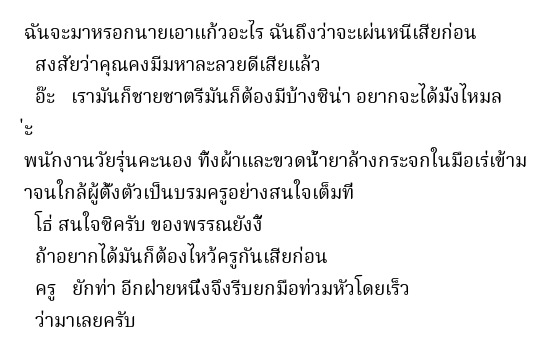 ฉันจะมาหรอกนายเอาแก้วอะไร ฉันถึงว่าจะเผ่นหนีเสียก่อน
สงสัยว่าคุณคงมีมหาละลวยดีเสียแล้ว
อ๊ะ เรามันก็ชายชาตรีมันก็ต้องมีบ้างซิน่า อยากจะได้มั่งไหมล
่ะ
พนักงานวัยรุ่นคะนอง ทิ้งผ้าและขวดน้ำยาล้างกระจกในมือเร่เข้าม
าจนใกล้ผู้ตั้งตัวเป็นบรมครูอย่างสนใจเต็มที่
โธ่ สนใจซิครับ ของพรรณยังงี้
ถ้าอยากได้มันก็ต้องไหว้ครูกันเสียก่อน
ครู ยักท่า อีกฝ่ายหนึ่งจึงรีบยกมือท่วมหัวโดยเร็ว
ว่ามาเลยครับ